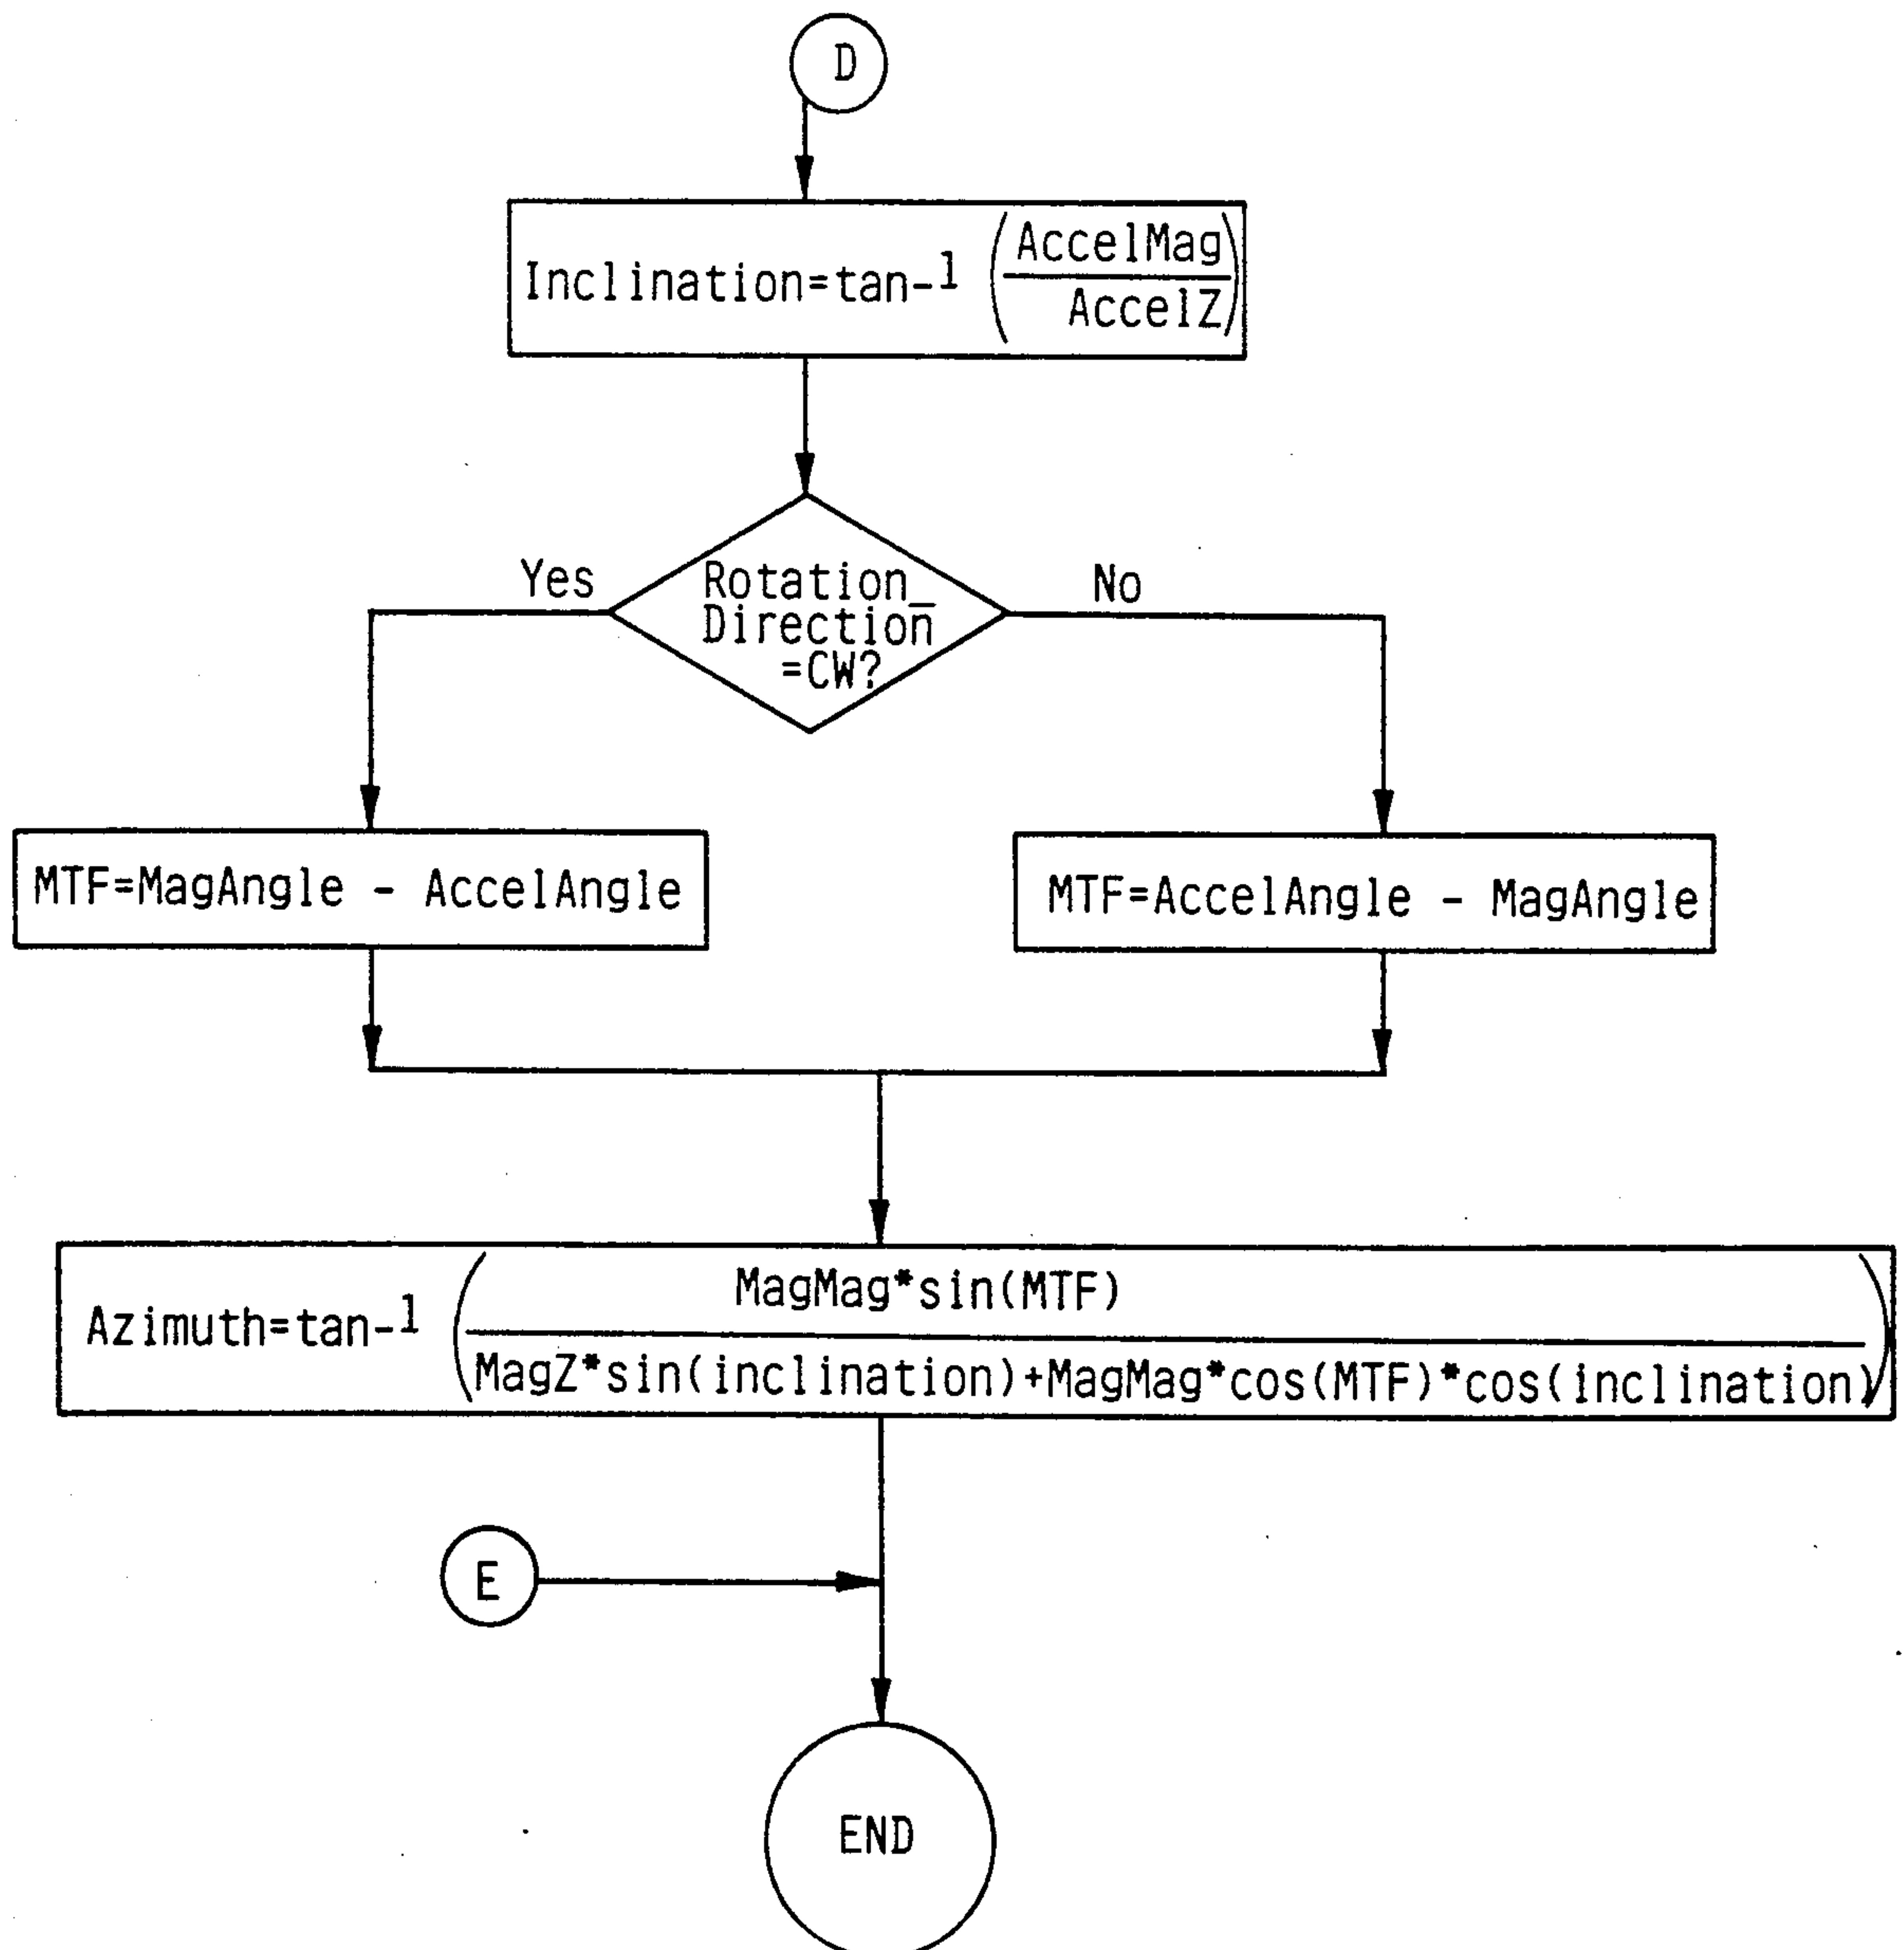 D
Inclination=tan-1 (AccelMag
AccelZ)
Yes
Rotation_
Direction
=CW?
No
MTF=MagAngle - AccelAngle
MTF=AccelAngle - MagAngle
Azimuth=tan-1 (MagMag*sin(MTF)
MagZ*sin(inclination)+MagMag*cos(MTF)*cos(inclination))
E
END